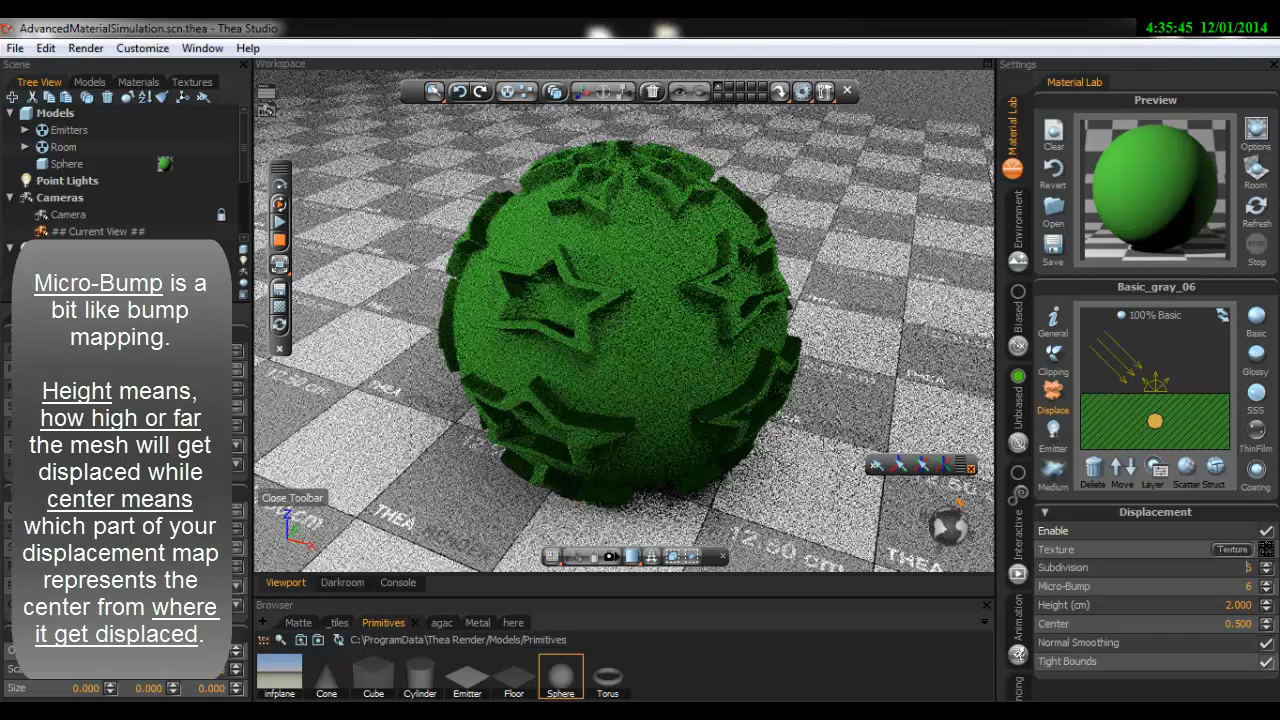 AdvancedMaterialSimulation.scn.thea - Thea Studio
4:35:45 12/01/2014
File Edit Render Customize Window Help
Scene
Workspace
Settings
Tree View Models Materials Textures
Models
Emitters
Room
Sphere
Point Lights
Cameras
Camera
## Current View ##
Micro-Bump is a
bit like bump
mapping.
Height means,
how high or far
the mesh will get
displaced while
center means
which part of your
displacement map
represents the
center from where
it get displaced.
Size 0.000 0.000 0.000
Close Toolbar
THEA
12.50 cm
THEA
Viewport Darkroom Console
Browser
Matte _tiles Primitives agac Metal here
C:\ProgramData\Thea Render/Models/Primitives
infplane Cone Cube Cylinder Emitter Floor Sphere Torus
Material Lab
Material Lab
Environment
Biased
Unbiased
Interactive
Animation
Preview
Clear
Revert
Open
Save
Options
Room
Refresh
Stop
Basic_gray_06
100% Basic
General
Clipping
Displace
Emitter
Medium
Basic
Glossy
SSS
ThinFilm
Coating
Delete Move Layer Scatter Struct
Displacement
Enable
Texture Texture
Subdivision 5
Micro-Bump 6
Height (cm) 2.000
Center 0.500
Normal Smoothing
Tight Bounds